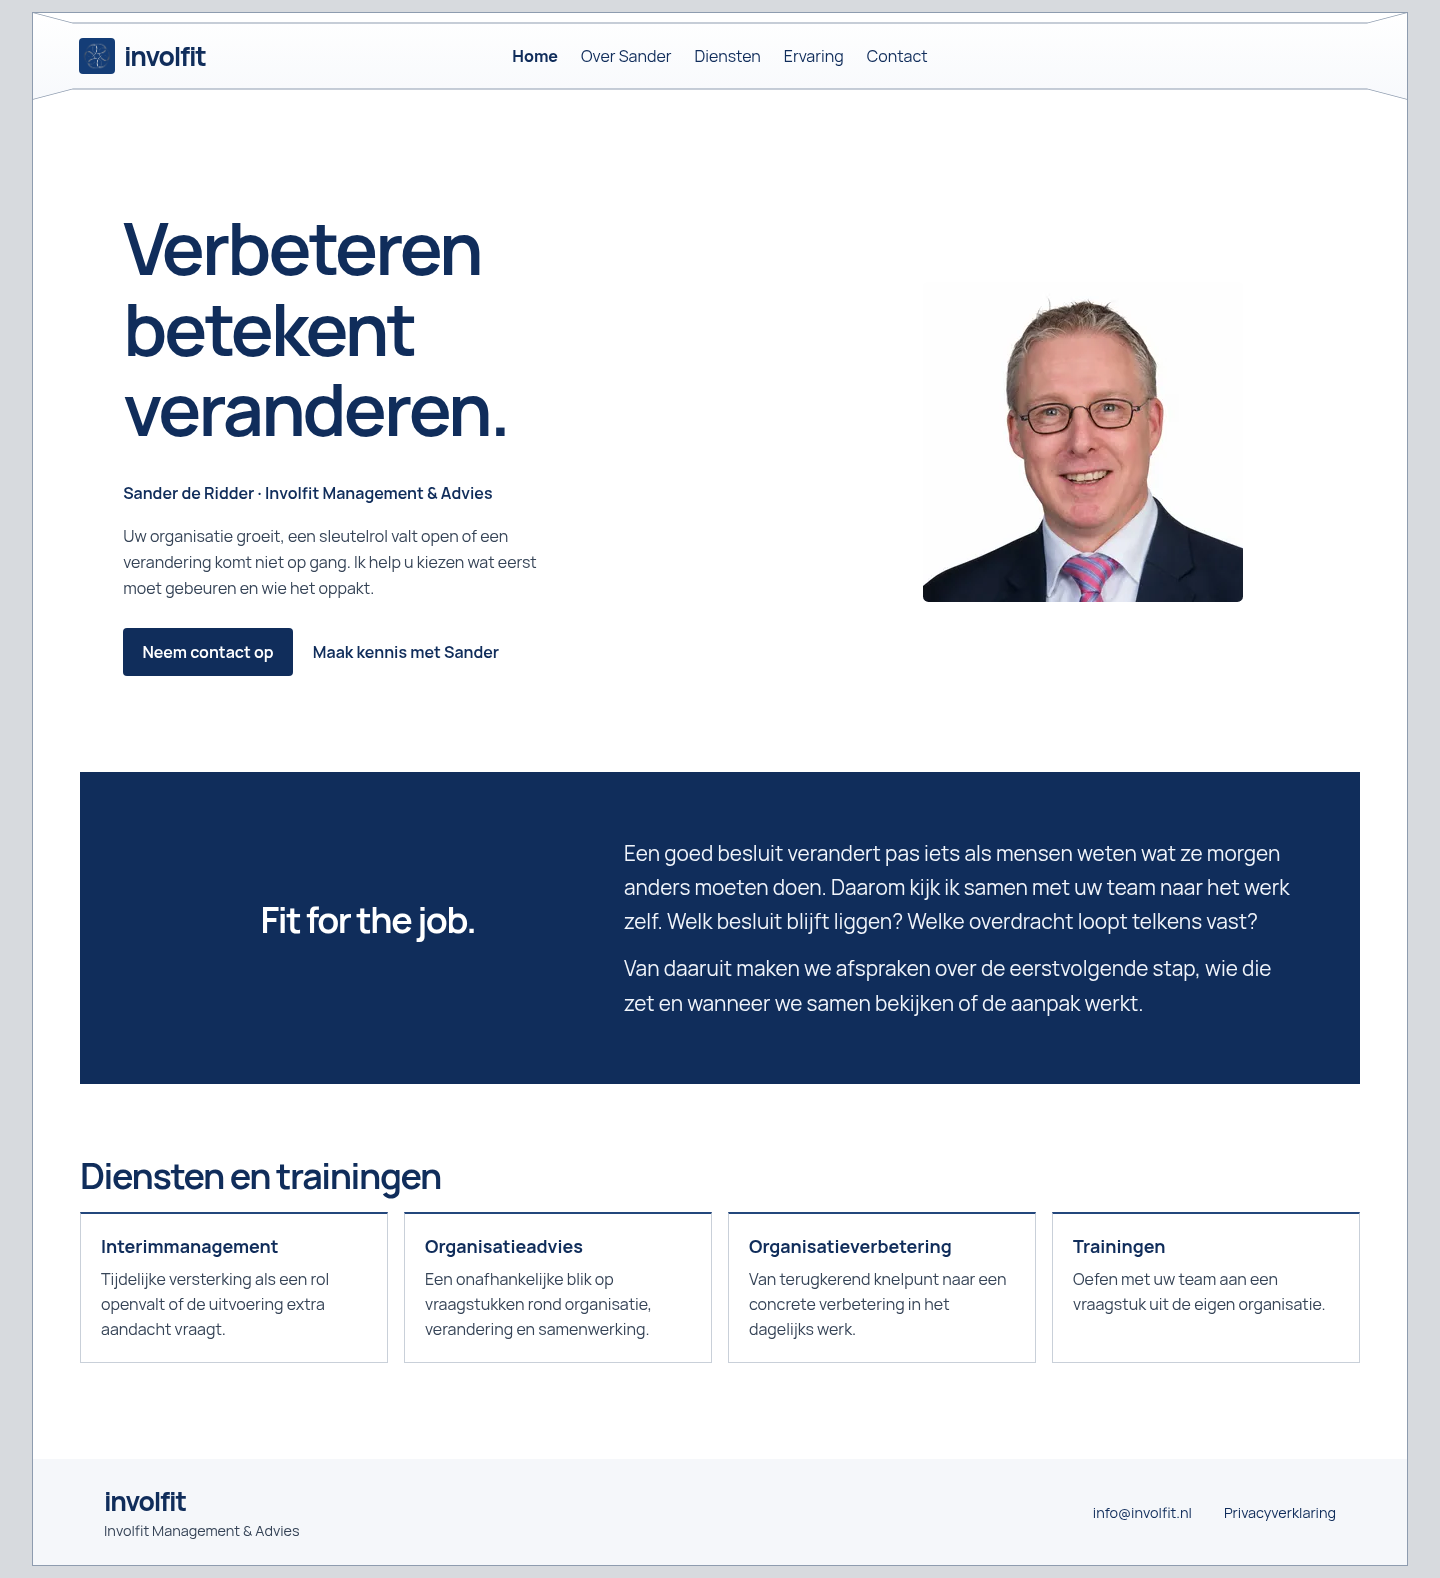 involfit
Home Over Sander Diensten Ervaring Contact
Verbeteren
betekent
veranderen.
Sander de Ridder · Involfit Management & Advies
Uw organisatie groeit, een sleutelrol valt open of een
verandering komt niet op gang. Ik help u kiezen wat eerst
moet gebeuren en wie het oppakt.
Neem contact op Maak kennis met Sander
Fit for the job.
Een goed besluit verandert pas iets als mensen weten wat ze morgen
anders moeten doen. Daarom kijk ik samen met uw team naar het werk
zelf. Welk besluit blijft liggen? Welke overdracht loopt telkens vast?
Van daaruit maken we afspraken over de eerstvolgende stap, wie die
zet en wanneer we samen bekijken of de aanpak werkt.
Diensten en trainingen
Interimmanagement
Tijdelijke versterking als een rol
openvalt of de uitvoering extra
aandacht vraagt.
Organisatieadvies
Een onafhankelijke blik op
vraagstukken rond organisatie,
verandering en samenwerking.
Organisatieverbetering
Van terugkerend knelpunt naar een
concrete verbetering in het
dagelijks werk.
Trainingen
Oefen met uw team aan een
vraagstuk uit de eigen organisatie.
involfit
Involfit Management & Advies
info@involfit.nl Privacyverklaring